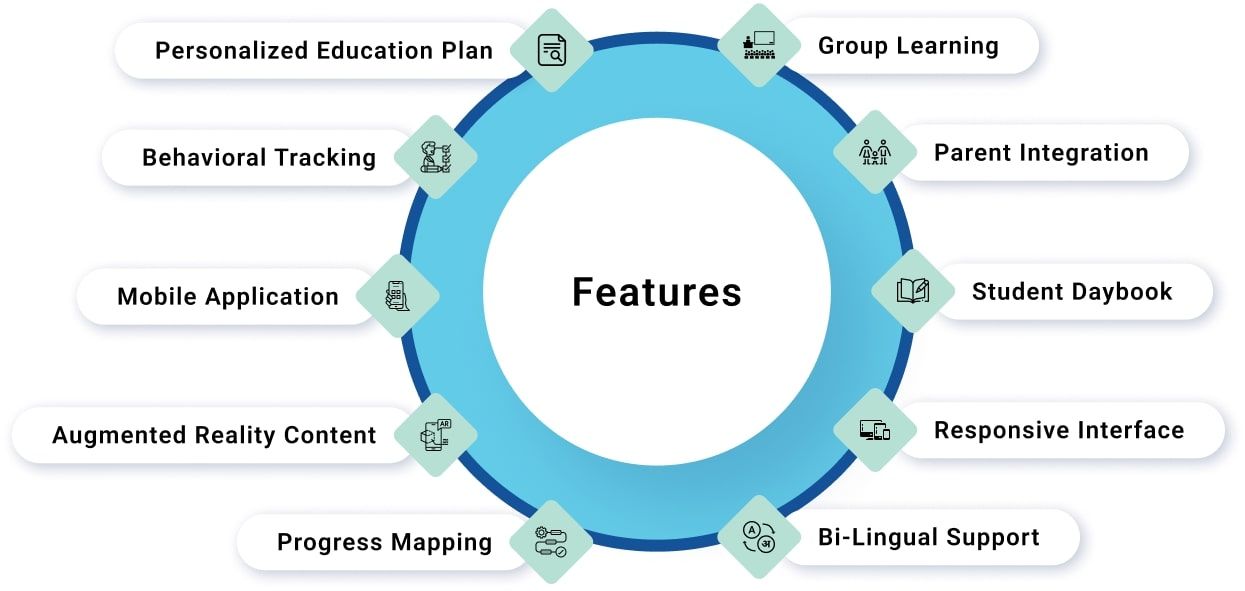 Personalized Education Plan
Group Learning
Behavioral Tracking
Parent Integration
Features
Mobile Application
Student Daybook
Augmented Reality Content
AR
Responsive Interface
Progress Mapping
Bi-Lingual Support
A
अ